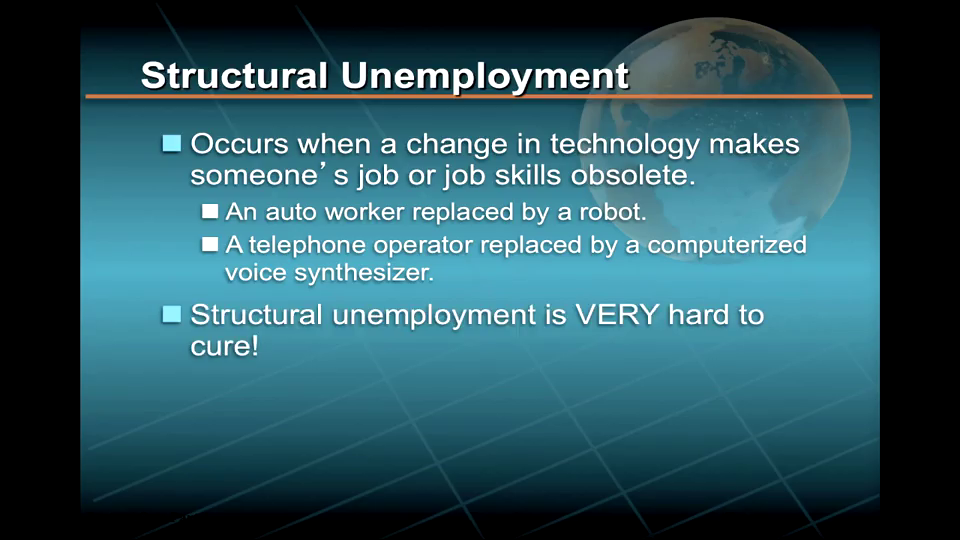 Structural Unemployment
Occurs when a change in technology makes
someone’s job or job skills obsolete.
An auto worker replaced by a robot.
A telephone operator replaced by a computerized
voice synthesizer.
Structural unemployment is VERY hard to
cure!